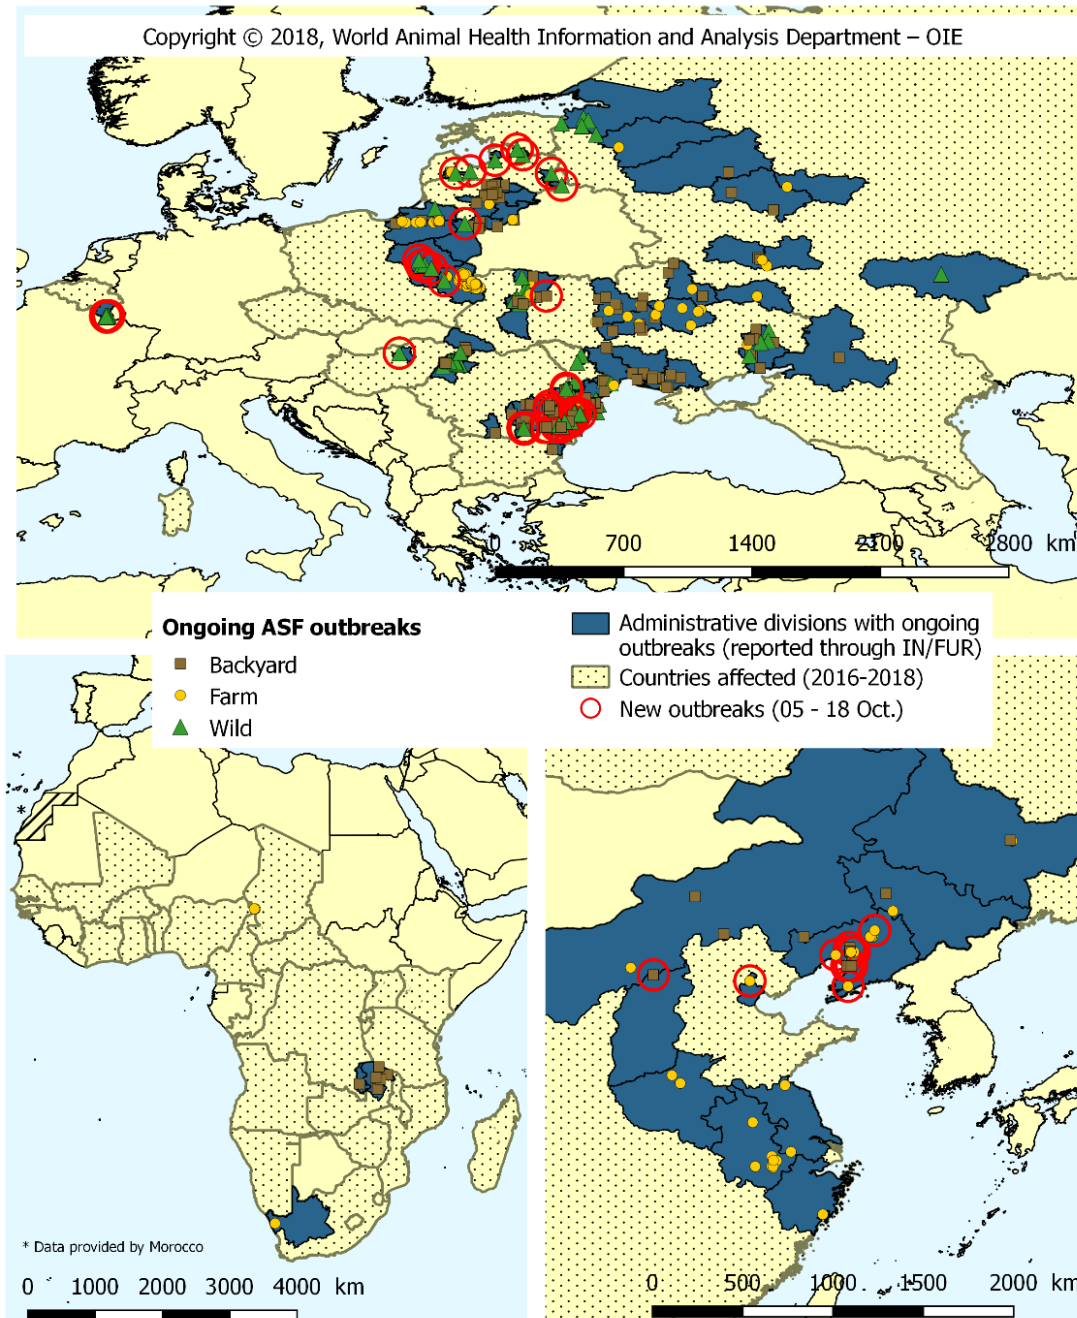 Copyright © 2018, World Animal Health Information and Analysis Department – OIE
0 700 1400 2100 2800 km
Ongoing ASF outbreaks
Backyard
Farm
Wild
Administrative divisions with ongoing
outbreaks (reported through IN/FUR)
Countries affected (2016-2018)
New outbreaks (05 - 18 Oct.)
*
* Data provided by Morocco
0 1000 2000 3000 4000 km
0 500 1000 1500 2000 km